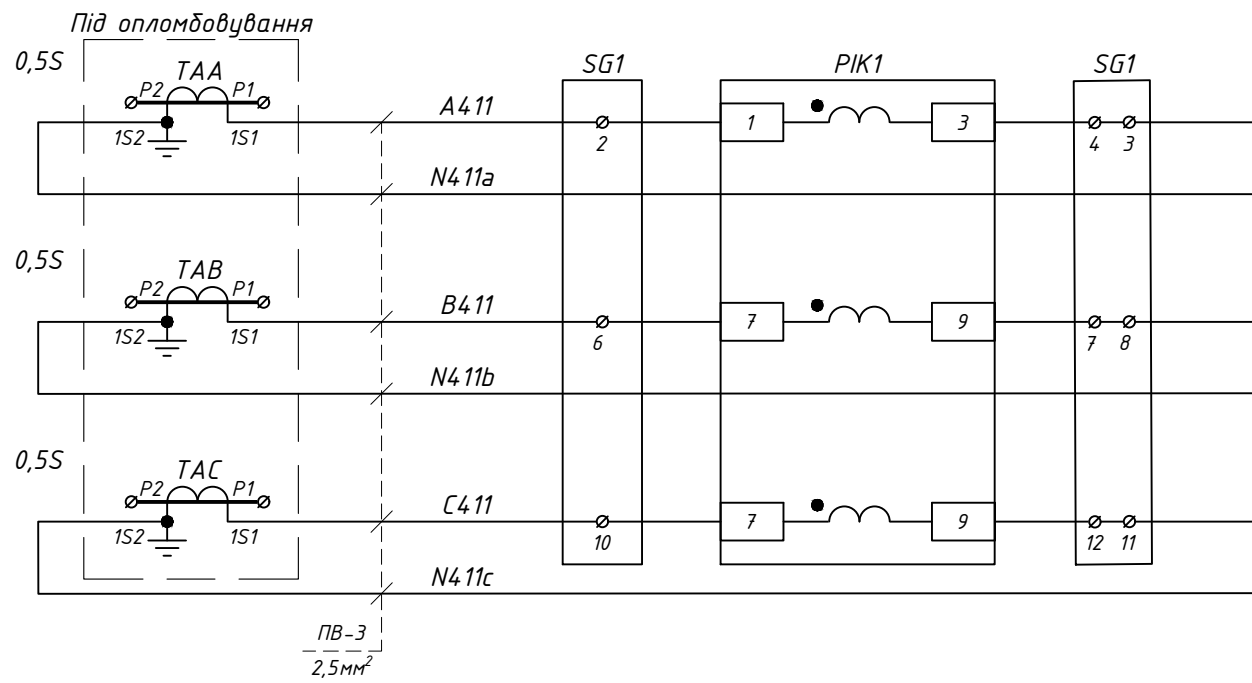 Під опломбовування
0,5S
TAA
P2
P1
1S2
1S1
A411
N411a
SG1
2
PIK1
1
3
SG1
4
3
0,5S
TAB
P2
P1
1S2
1S1
B411
N411b
6
7
9
7
8
0,5S
TAC
P2
P1
1S2
1S1
C411
N411c
10
7
9
12
11
ПВ-3
2,5мм²